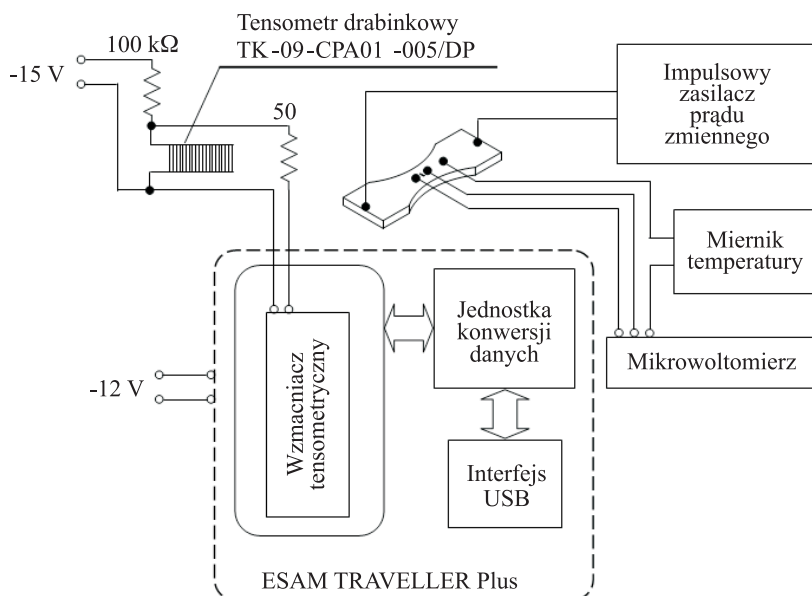 Tensometr drabinkowy
TK-09-CPA01 -005/DP
100 kΩ
-15 V
50
Impulsowy
zasilacz
prądu
zmiennego
Miernik
temperatury
Mikrowoltomierz
Jednostka
konwersji
danych
Wzmacniacz
tensometryczny
-12 V
Interfejs
USB
ESAM TRAVELLER Plus